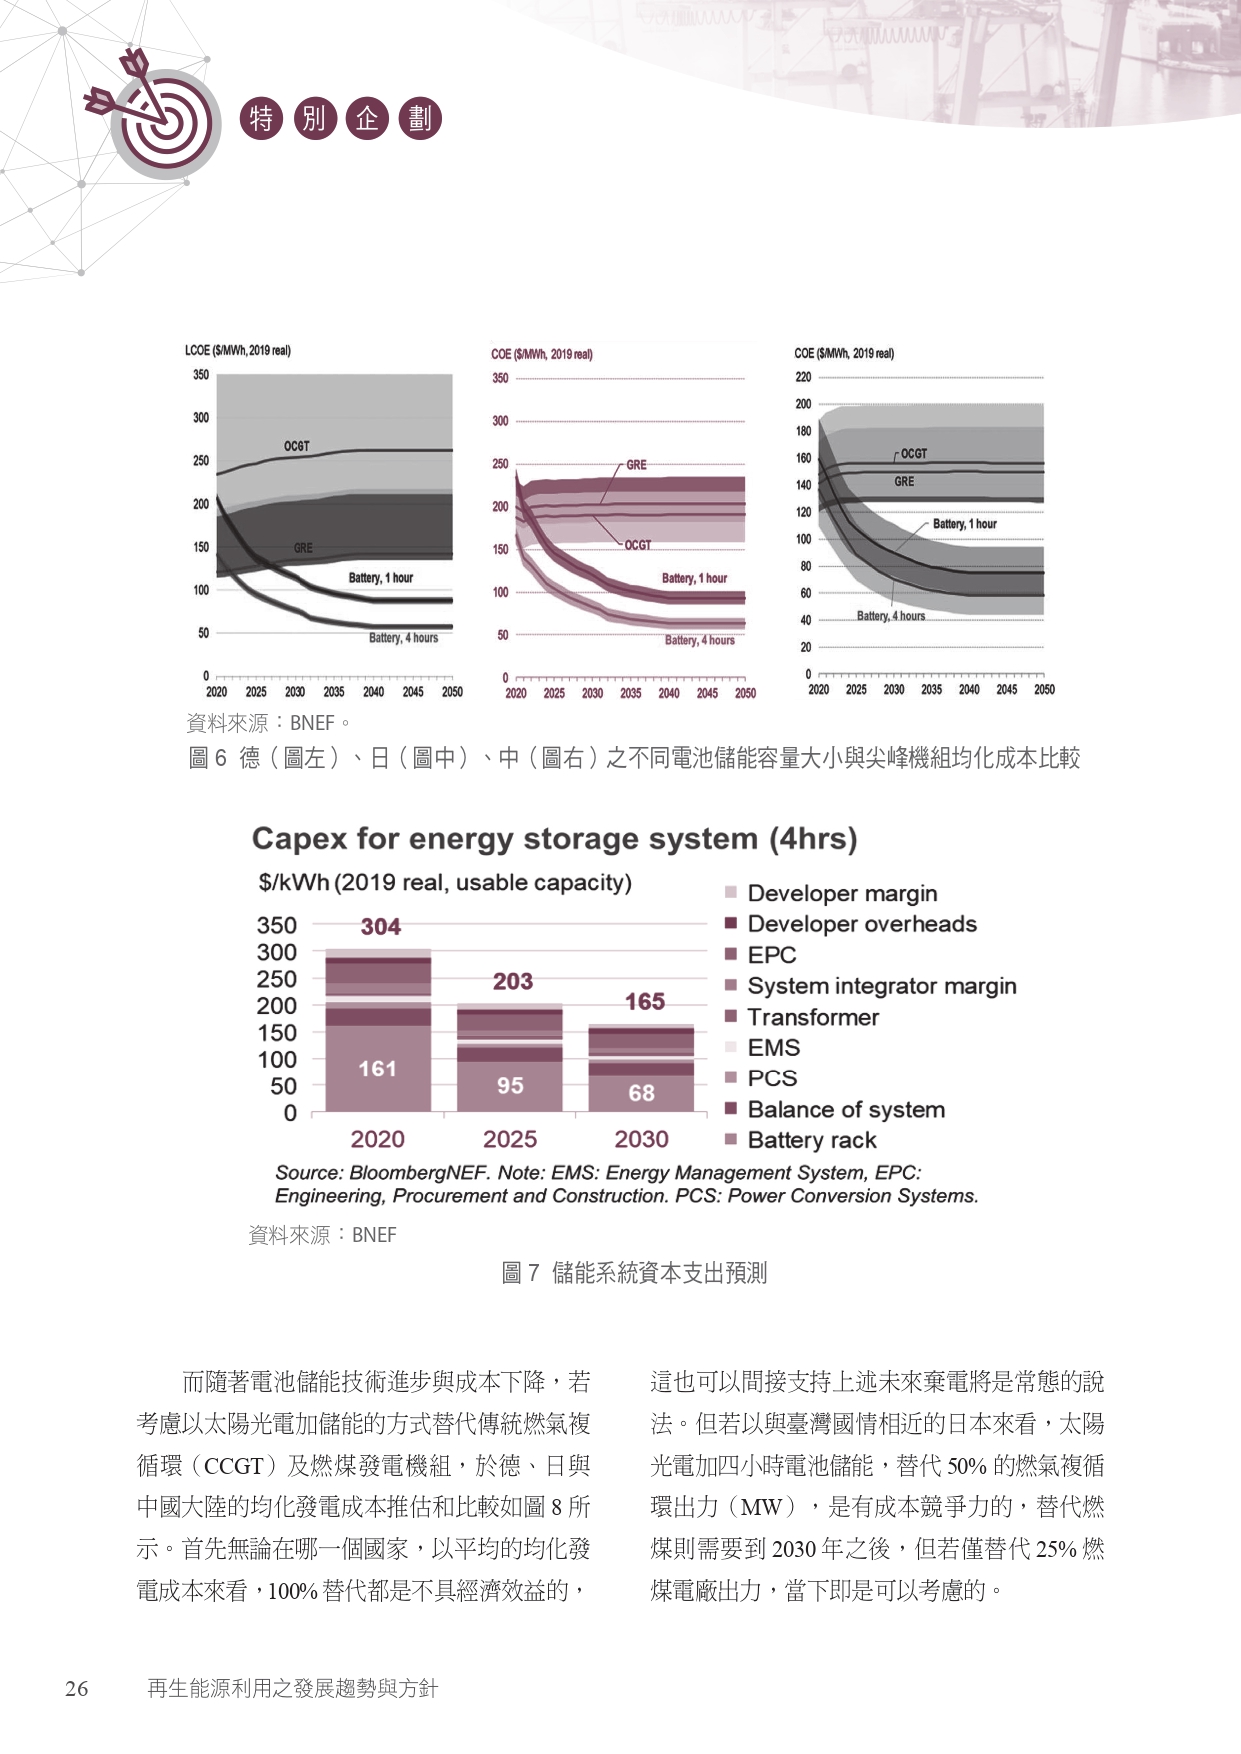 特別企劃
LCOE ($/MWh, 2019 real)
350
300
250
200
150
100
50
0
OCGT
GRE
Battery, 1 hour
Battery, 4 hours
2020 2025 2030 2035 2040 2045 2050
COE ($/MWh, 2019 real)
350
300
250
200
150
100
50
0
GRE
OCGT
Battery, 1 hour
Battery, 4 hours
2020 2025 2030 2035 2040 2045 2050
COE ($/MWh, 2019 real)
220
200
180
160
140
120
100
80
60
40
20
0
OCGT
GRE
Battery, 1 hour
Battery, 4 hours
2020 2025 2030 2035 2040 2045 2050
資料來源：BNEF。
圖 6 德（圖左）、日（圖中）、中（圖右）之不同電池儲能容量大小與尖峰機組均化成本比較
Capex for energy storage system (4hrs)
$/kWh (2019 real, usable capacity)
350
300
250
200
150
100
50
0
304
203
165
161
95
68
2020 2025 2030
Developer margin
Developer overheads
EPC
System integrator margin
Transformer
EMS
PCS
Balance of system
Battery rack
Source: BloombergNEF. Note: EMS: Energy Management System, EPC:
Engineering, Procurement and Construction. PCS: Power Conversion Systems.
資料來源：BNEF
圖 7 儲能系統資本支出預測
而隨著電池儲能技術進步與成本下降，若
考慮以太陽光電加儲能的方式替代傳統燃氣複
循環（CCGT）及燃煤發電機組，於德、日與
中國大陸的均化發電成本推估和比較如圖 8 所
示。首先無論在哪一個國家，以平均的均化發
電成本來看，100% 替代都是不具經濟效益的，
這也可以間接支持上述未來棄電將是常態的說
法。但若以與臺灣國情相近的日本來看，太陽
光電加四小時電池儲能，替代 50% 的燃氣複循
環出力（MW），是有成本競爭力的，替代燃
煤則需要到 2030 年之後，但若僅替代 25% 燃
煤電廠出力，當下即是可以考慮的。
26 再生能源利用之發展趨勢與方針